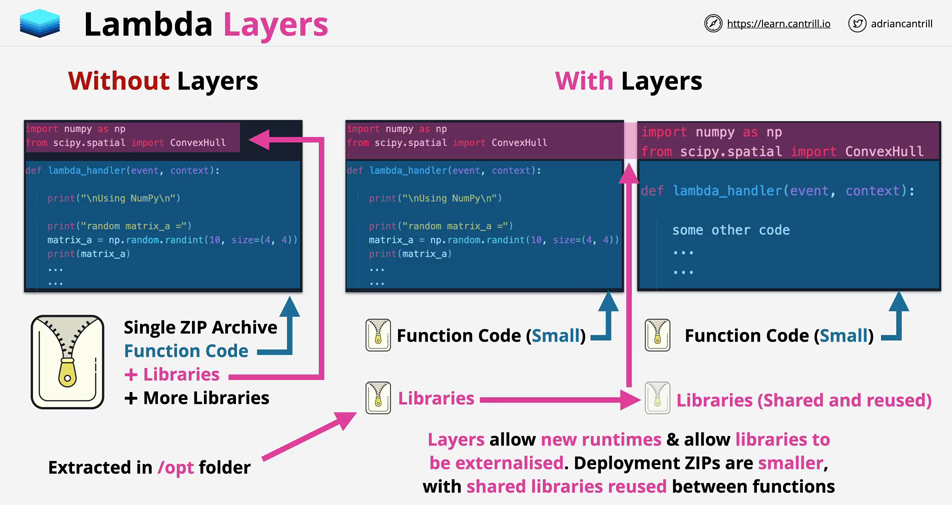 Lambda Layers
https://learn.cantrill.io
adriancantrill
Without Layers
import numpy as np
from scipy.spatial import ConvexHull
def lambda_handler(event, context):
print("\nUsing NumPy\n")
print("random matrix_a =")
matrix_a = np.random.randint(10, size=(4, 4))
print(matrix_a)
...
...
Single ZIP Archive
Function Code
+ Libraries
+ More Libraries
Extracted in /opt folder
With Layers
import numpy as np
from scipy.spatial import ConvexHull
def lambda_handler(event, context):
print("\nUsing NumPy\n")
print("random matrix_a =")
matrix_a = np.random.randint(10, size=(4, 4))
print(matrix_a)
...
...
import numpy as np
from scipy.spatial import ConvexHull
def lambda_handler(event, context):
some other code
...
...
Function Code (Small)
Function Code (Small)
Libraries
Libraries (Shared and reused)
Layers allow new runtimes & allow libraries to
be externalised. Deployment ZIPs are smaller,
with shared libraries reused between functions